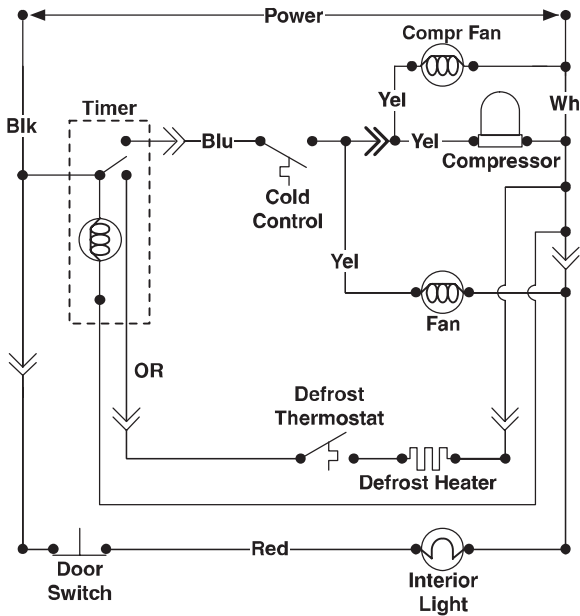 Power
Compr Fan
Timer
Yel
Wh
Blk
Blu
Yel
Compressor
Cold
Control
Yel
Fan
OR
Defrost
Thermostat
Defrost Heater
Red
Door
Switch
Interior
Light